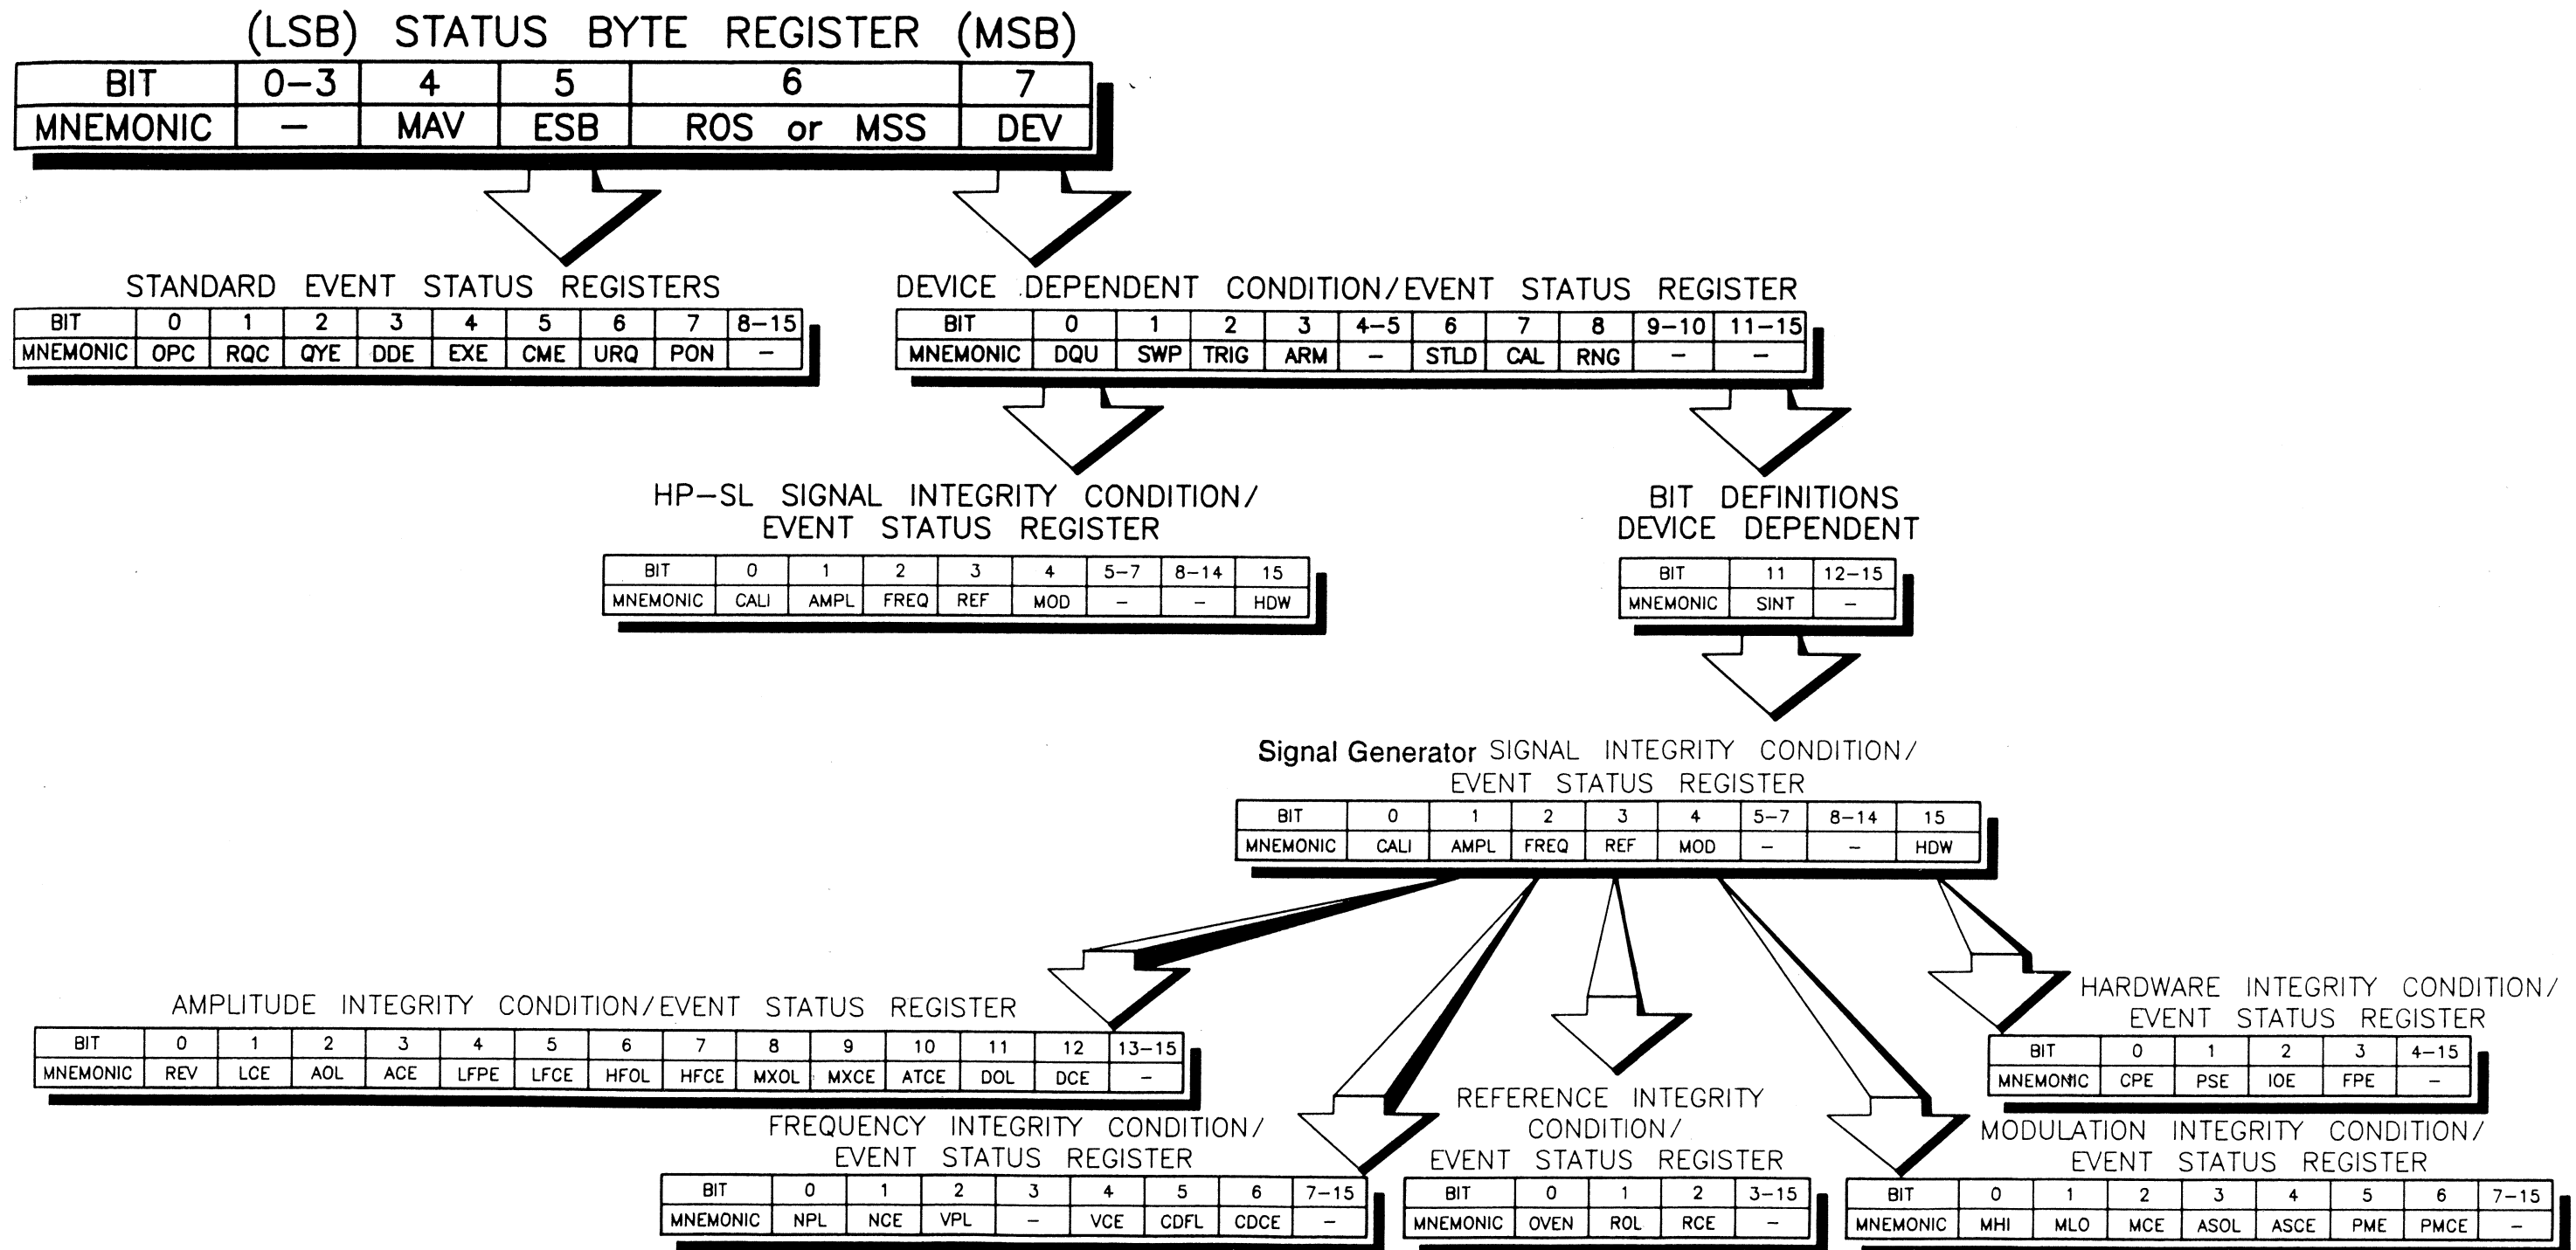 (LSB) STATUS BYTE REGISTER (MSB)
BIT 0-3 4 5 6 7
MNEMONIC - MAV ESB ROS or MSS DEV
STANDARD EVENT STATUS REGISTERS
BIT 0 1 2 3 4 5 6 7 8-15
MNEMONIC OPC RQC QYE DDE EXE CME URQ PON -
DEVICE DEPENDENT CONDITION/EVENT STATUS REGISTER
BIT 0 1 2 3 4-5 6 7 8 9-10 11-15
MNEMONIC DQU SWP TRIG ARM - STLD CAL RNG - -
HP-SL SIGNAL INTEGRITY CONDITION/
EVENT STATUS REGISTER
BIT 0 1 2 3 4 5-7 8-14 15
MNEMONIC CALI AMPL FREQ REF MOD - - HDW
BIT DEFINITIONS
DEVICE DEPENDENT
BIT 11 12-15
MNEMONIC SINT -
Signal Generator SIGNAL INTEGRITY CONDITION/
EVENT STATUS REGISTER
BIT 0 1 2 3 4 5-7 8-14 15
MNEMONIC CALI AMPL FREQ REF MOD - - HDW
AMPLITUDE INTEGRITY CONDITION/EVENT STATUS REGISTER
BIT 0 1 2 3 4 5 6 7 8 9 10 11 12 13-15
MNEMONIC REV LCE AOL ACE LFPE LFCE HFOL HFCE MXOL MXCE ATCE DOL DCE -
HARDWARE INTEGRITY CONDITION/
EVENT STATUS REGISTER
BIT 0 1 2 3 4-15
MNEMONIC CPE PSE IOE FPE -
FREQUENCY INTEGRITY CONDITION/
EVENT STATUS REGISTER
BIT 0 1 2 3 4 5 6 7-15
MNEMONIC NPL NCE VPL - VCE CDFL CDCE -
REFERENCE INTEGRITY
CONDITION/
EVENT STATUS REGISTER
BIT 0 1 2 3-15
MNEMONIC OVEN ROL RCE -
MODULATION INTEGRITY CONDITION/
EVENT STATUS REGISTER
BIT 0 1 2 3 4 5 6 7-15
MNEMONIC MHI MLO MCE ASOL ASCE PME PMCE -